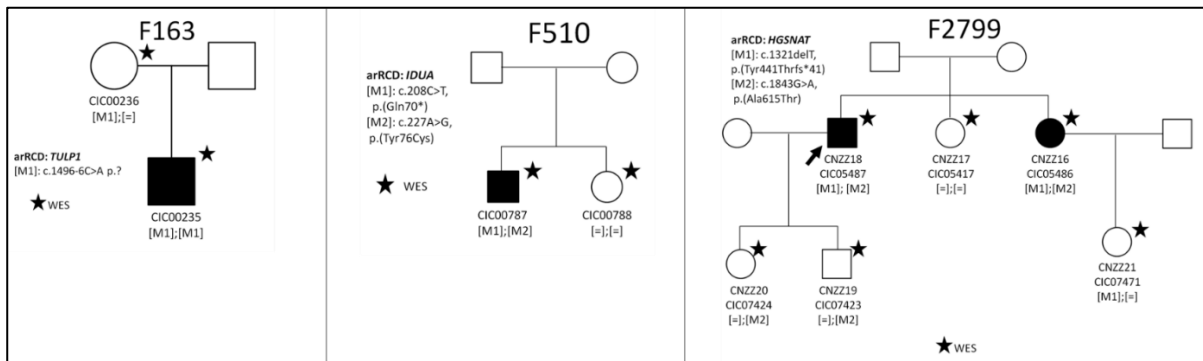 F163
CIC00236
[M1];[=]
arRCD: TULP1
[M1]: c.1496-6C>A p.?
WES
CIC00235
[M1];[M1]
F510
arRCD: IDUA
[M1]: c.208C>T,
p.(Gln70*)
[M2]: c.227A>G,
p.(Tyr76Cys)
WES
CIC00787
[M1];[M2]
CIC00788
[=];[=]
F2799
arRCD: HGSNAT
[M1]: c.1321delT,
p.(Tyr441Thrfs*41)
[M2]: c.1843G>A,
p.(Ala615Thr)
CNZZ18
CIC05487
[M1]; [M2]
CNZZ17
CIC05417
[=];[=]
CNZZ16
CIC05486
[M1];[M2]
CNZZ20
CIC07424
[=];[M2]
CNZZ19
CIC07423
[=];[M2]
CNZZ21
CIC07471
[M1];[=]
WES